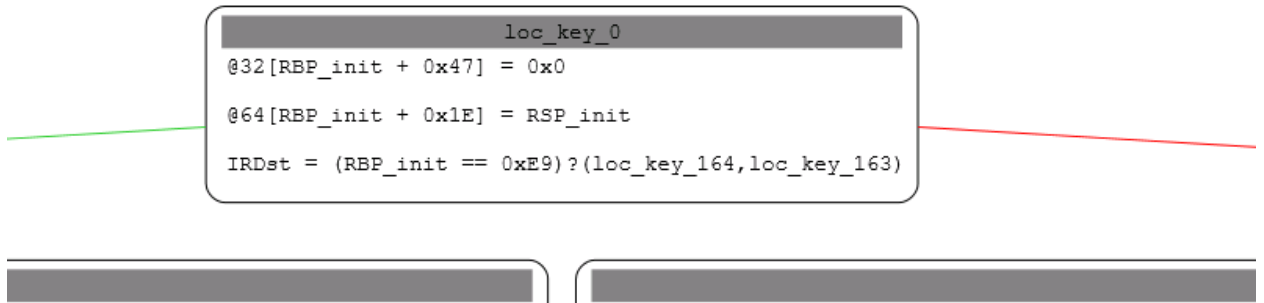 loc_key_0
@32[RBP_init + 0x47] = 0x0
@64[RBP_init + 0x1E] = RSP_init
IRDst = (RBP_init == 0xE9)?(loc_key_164,loc_key_163)